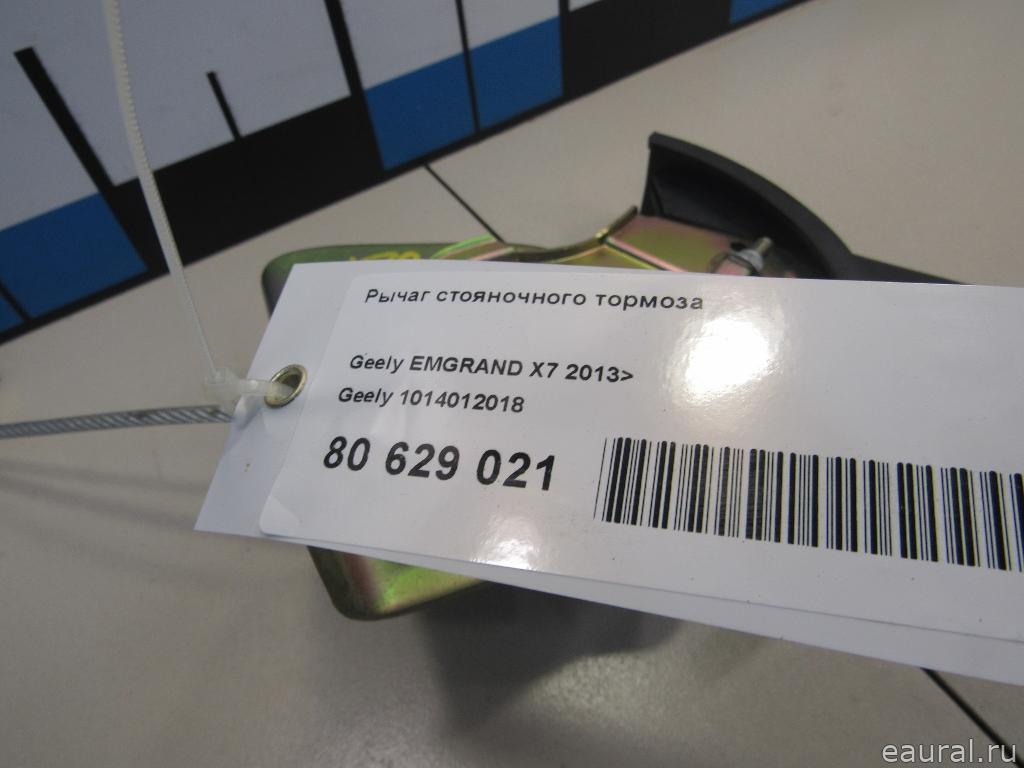 Рычаг стояночного тормоза
Geely EMGRAND X7 2013>
Geely 1014012018
80 629 021
eaural.ru